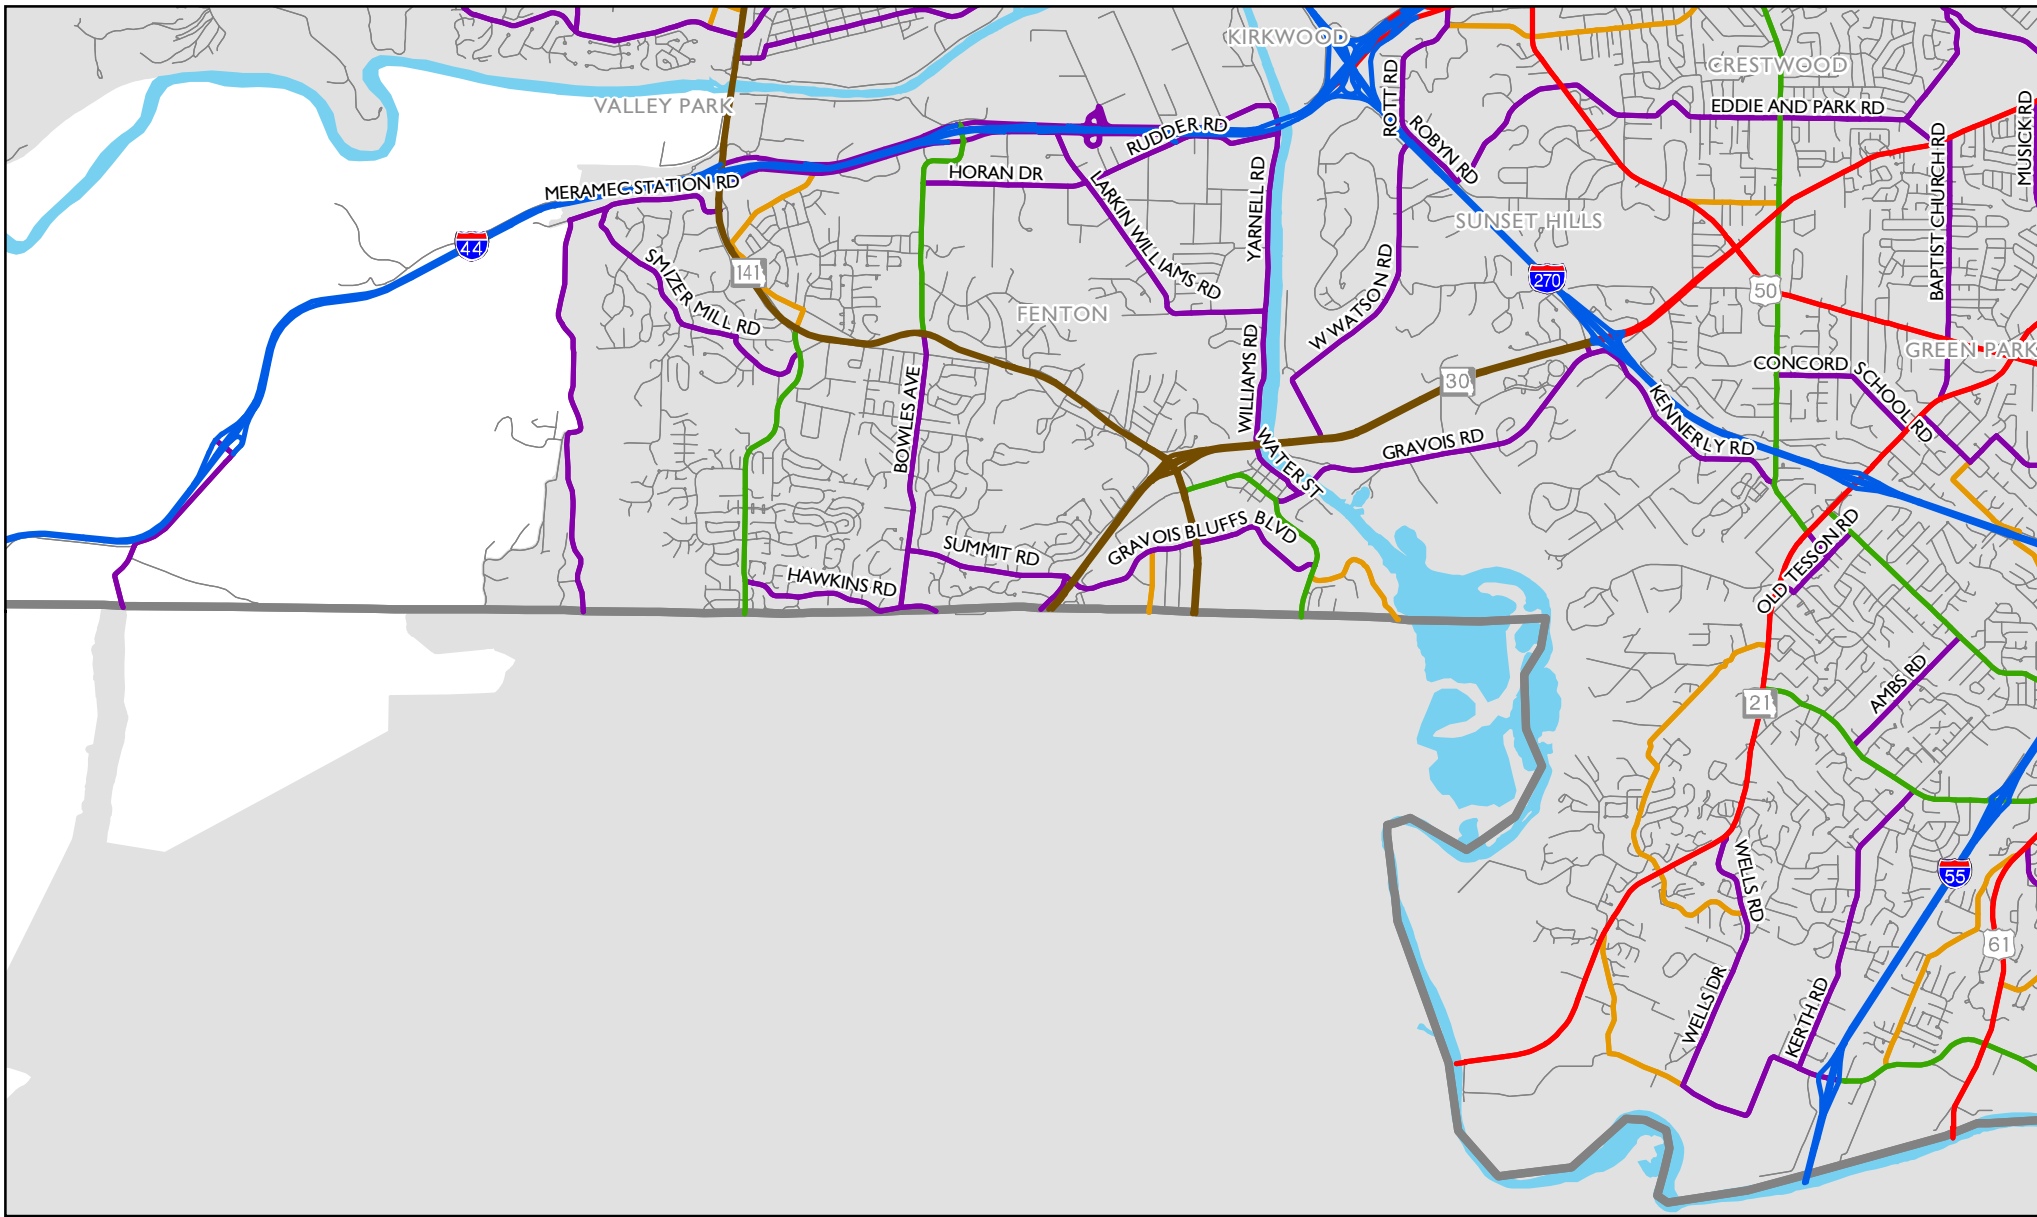 KIRKWOOD
CRESTWOOD
VALLEY PARK
ROTT RD
EDDIE AND PARK RD
MUSICK RD
RUDDER RD
ROBYN RD
BAPTIST CHURCH RD
HORAN DR
MERAMEC STATION RD
LARKIN WILLIAMS RD
YARNELL RD
SUNSET HILLS
44
SMIZER MILL RD
141
W WATSON RD
270
50
FENTON
WILLIAMS RD
GREEN PARK
CONCORD SCHOOL RD
30
BOWLES AVE
KENNERLY RD
WATER ST
GRAVOIS RD
GRAVOIS BLUFFS BLVD
SUMMIT RD
HAWKINS RD
OLD TESSON RD
AMBS RD
21
WELLS RD
55
61
WELLS DR
KERTH RD